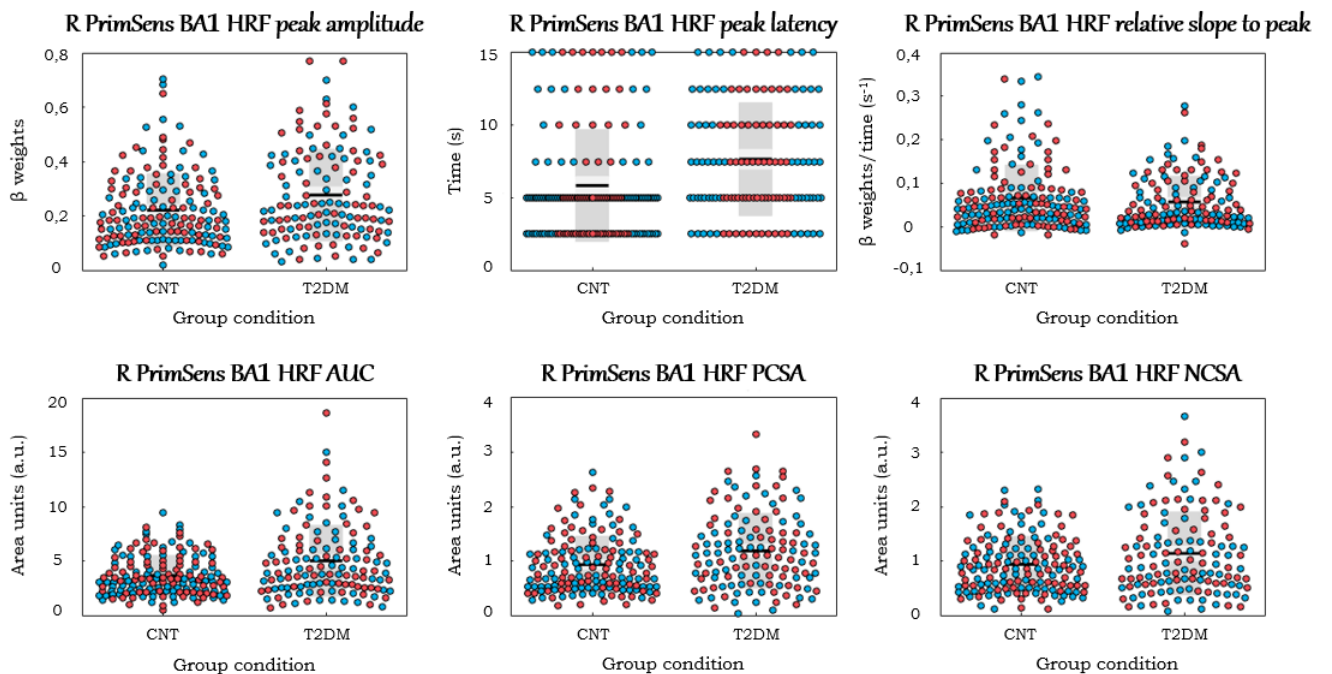 R PrimSens BA1 HRF peak amplitude
β weights
0,8
0,6
0,4
0,2
0
CNT
T2DM
Group condition
R PrimSens BA1 HRF peak latency
Time (s)
15
10
5
0
CNT
T2DM
Group condition
R PrimSens BA1 HRF relative slope to peak
β weights/time (s⁻¹)
0,4
0,3
0,2
0,1
0
-0,1
CNT
T2DM
Group condition
R PrimSens BA1 HRF AUC
Area units (a.u.)
20
15
10
5
0
CNT
T2DM
Group condition
R PrimSens BA1 HRF PCSA
Area units (a.u.)
4
3
2
1
0
CNT
T2DM
Group condition
R PrimSens BA1 HRF NCSA
Area units (a.u.)
4
3
2
1
0
CNT
T2DM
Group condition